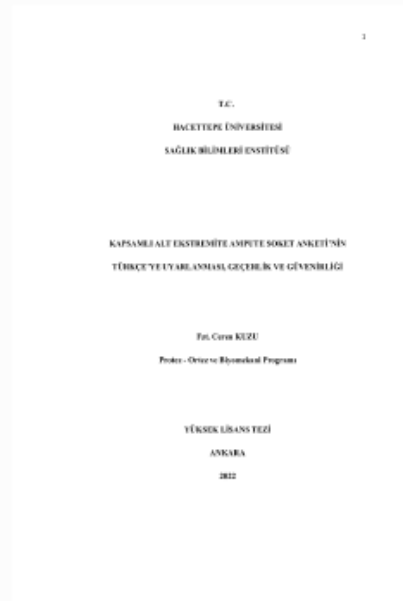 1
T.C.
HACETTEPE ÜNİVERSİTESİ
SAĞLIK BİLİMLERİ ENSTİTÜSÜ
KAPSAMLI ALT EKSTREMİTE AMPUTE SOKET ANKETİ'NİN
TÜRKÇE'YE UYARLANMASI, GEÇERLİK VE GÜVENİRLİĞİ
Fzt. Ceren KUZU
Protez - Ortez ve Biyomekani Programı
YÜKSEK LİSANS TEZİ
ANKARA
2022